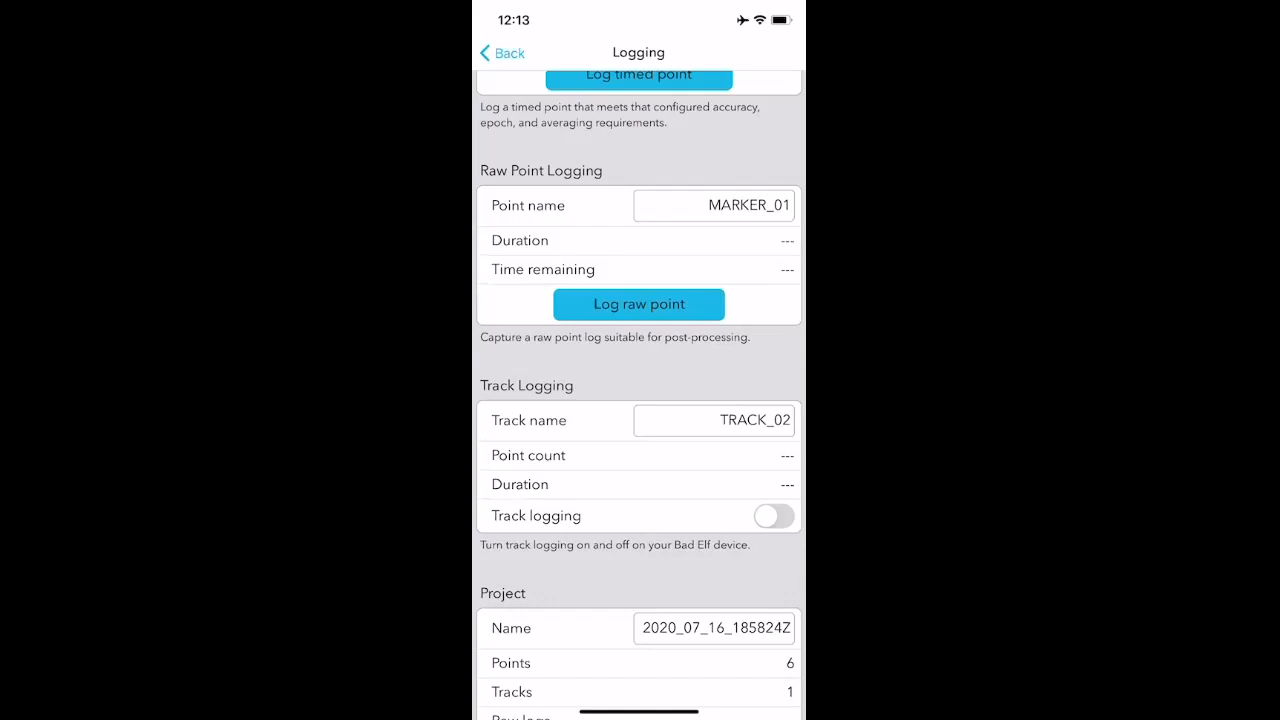 12:13
Back
Logging
Log timed point
Log a timed point that meets that configured accuracy,
epoch, and averaging requirements.
Raw Point Logging
Point name MARKER_01
Duration ---
Time remaining ---
Log raw point
Capture a raw point log suitable for post-processing.
Track Logging
Track name TRACK_02
Point count ---
Duration ---
Track logging
Turn track logging on and off on your Bad Elf device.
Project
Name 2020_07_16_185824Z
Points 6
Tracks 1